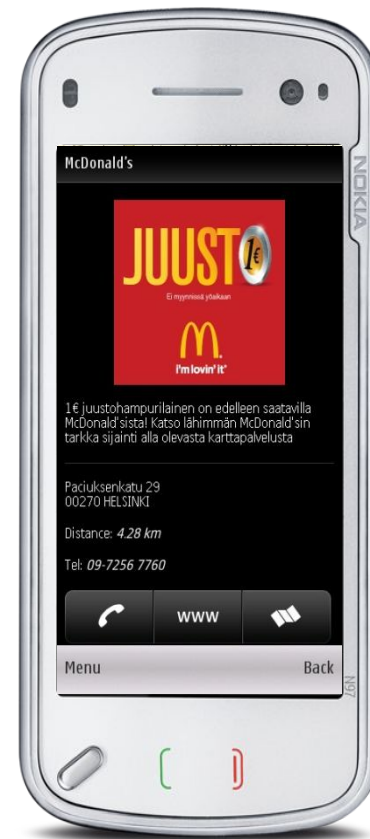 NOKIA
McDonald's
JUUSTO
1€
Ei myynnissä yöaikaan
M.
i'm lovin' it®
1€ juustohampurilainen on edelleen saatavilla
McDonald'sista! Katso lähimmän McDonald'sin
tarkka sijainti alla olevasta karttapalvelusta
Paciuksenkatu 29
00270 HELSINKI
Distance: 4.28 km
Tel: 09-7256 7760
www
Menu Back
N97